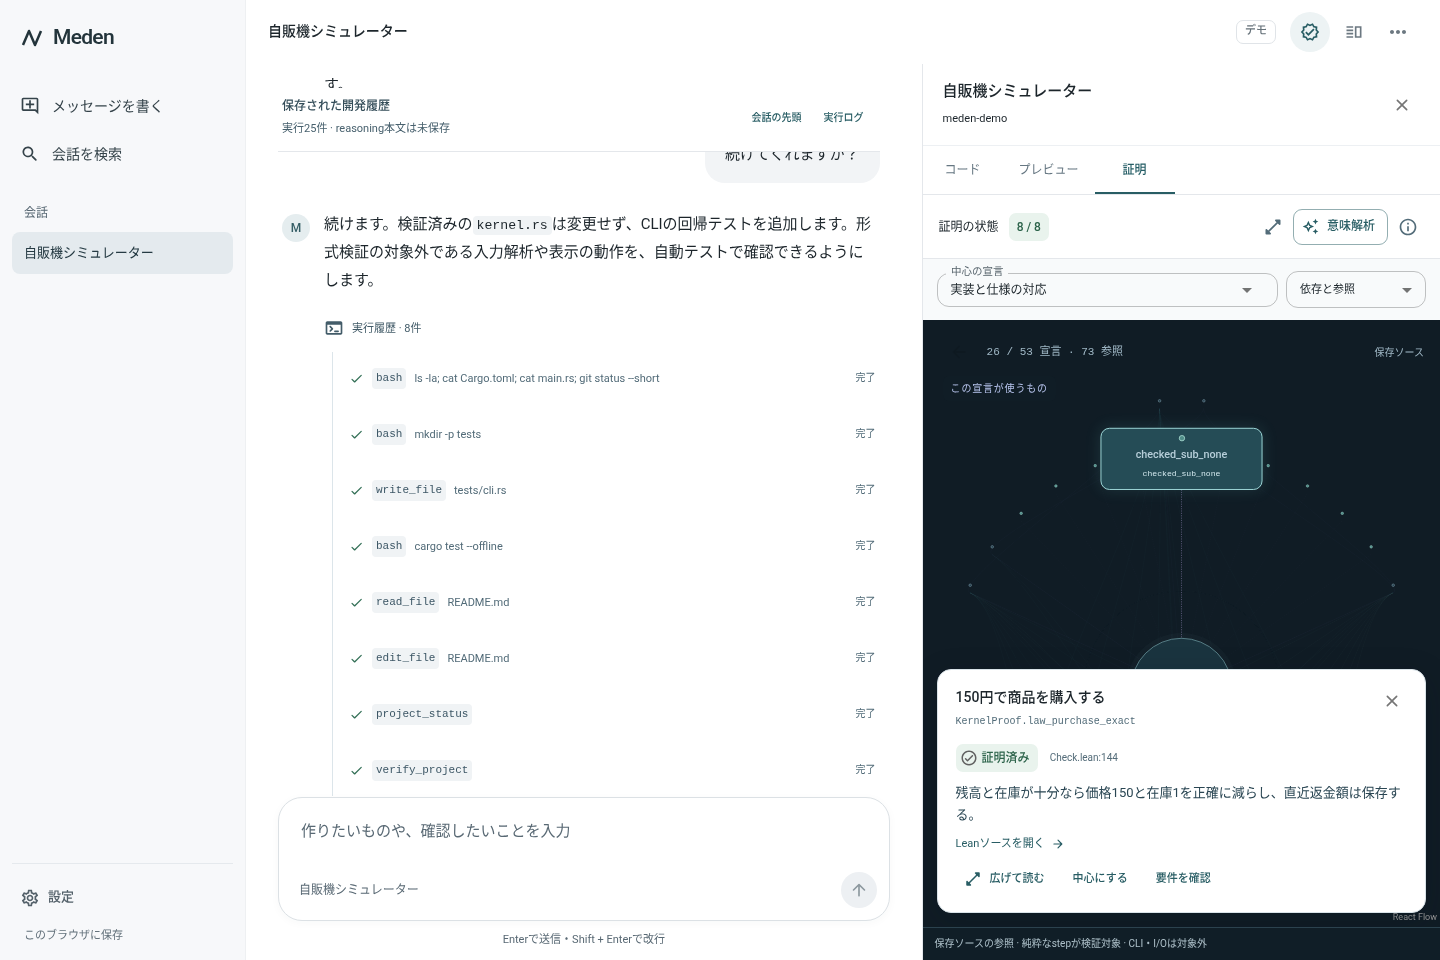 Meden
メッセージを書く
会話を検索
会話
自販機シミュレーター
設定
このブラウザに保存
自販機シミュレーター
デモ
す。
保存された開発履歴
実行25件 · reasoning本文は未保存
会話の先頭
実行ログ
続けてくれますか？
M
続けます。検証済みの kernel.rs は変更せず、CLIの回帰テストを追加します。形
式検証の対象外である入力解析や表示の動作を、自動テストで確認できるように
します。
実行履歴 · 8件
bash ls -la; cat Cargo.toml; cat main.rs; git status --short 完了
bash mkdir -p tests 完了
write_file tests/cli.rs 完了
bash cargo test --offline 完了
read_file README.md 完了
edit_file README.md 完了
project_status 完了
verify_project 完了
作りたいものや、確認したいことを入力
自販機シミュレーター
Enterで送信・Shift + Enterで改行
自販機シミュレーター
meden-demo
コード
プレビュー
証明
証明の状態
8 / 8
意味解析
中心の宣言
実装と仕様の対応
依存と参照
26 / 53 宣言 · 73 参照
保存ソース
この宣言が使うもの
checked_sub_none
checked_sub_none
150円で商品を購入する
KernelProof.law_purchase_exact
証明済み
Check.lean:144
残高と在庫が十分なら価格150と在庫1を正確に減らし、直近返金額は保存す
る。
Leanソースを開く
広げて読む
中心にする
要件を確認
React Flow
保存ソースの参照 · 純粋なstepが検証対象 · CLI・I/Oは対象外